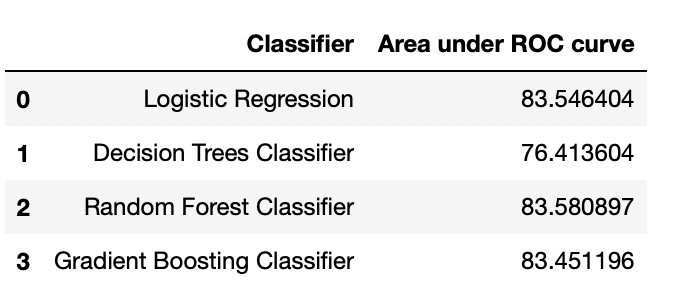 Classifier Area under ROC curve
0 Logistic Regression 83.546404
1 Decision Trees Classifier 76.413604
2 Random Forest Classifier 83.580897
3 Gradient Boosting Classifier 83.451196